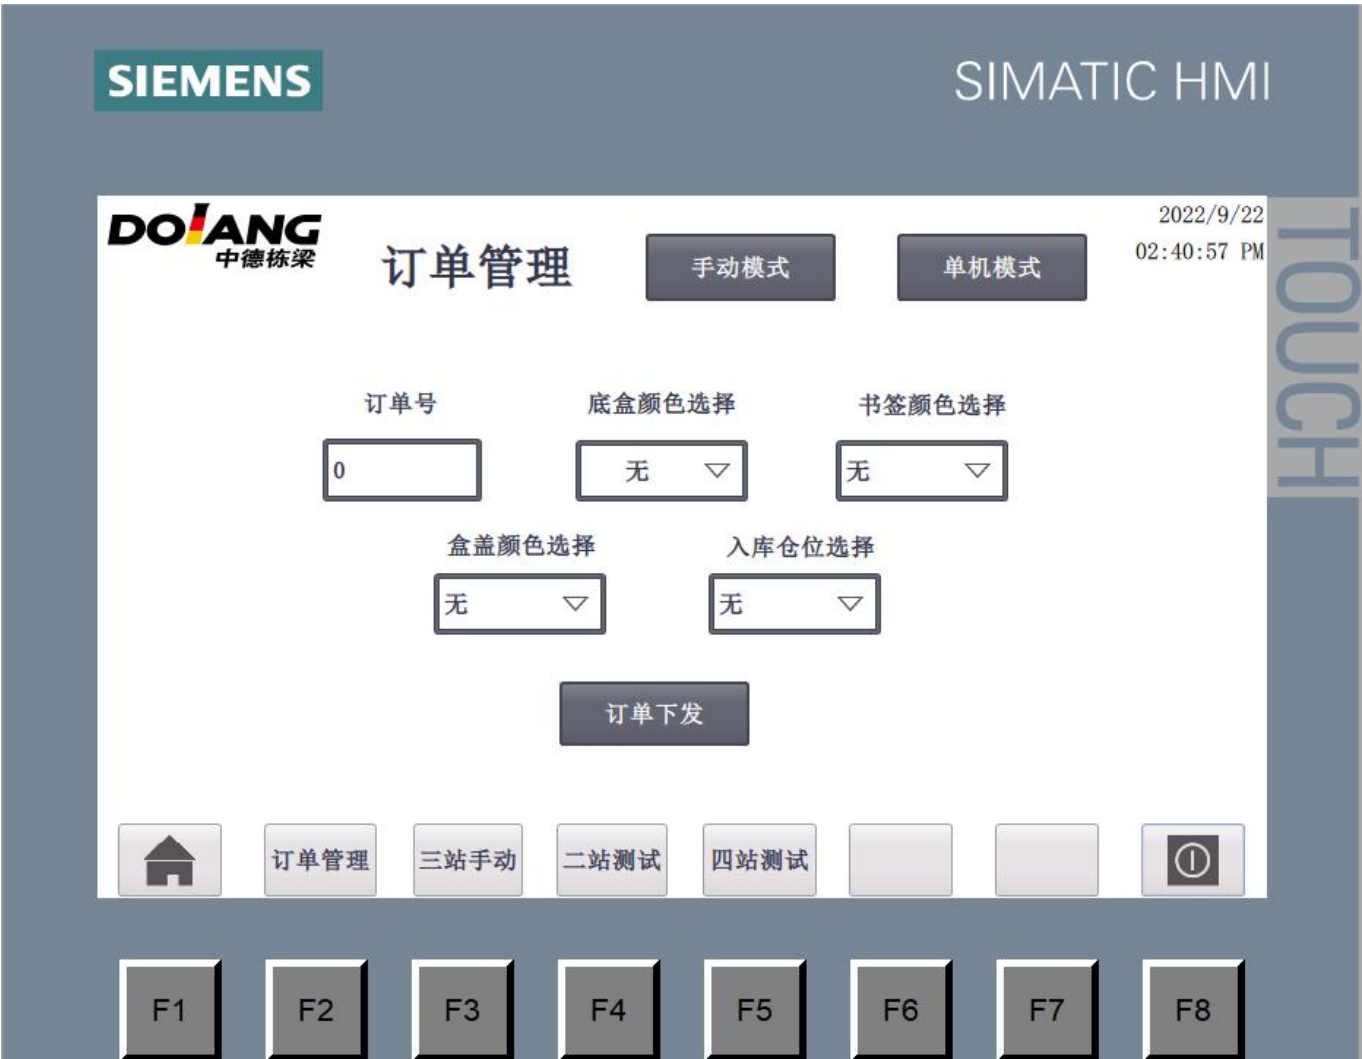 SIEMENS
SIMATIC HMI
TOUCH
DOLANG
中德栋梁
订单管理
手动模式
单机模式
2022/9/22
02:40:57 PM
订单号
底盒颜色选择
书签颜色选择
0
无
无
盒盖颜色选择
入库仓位选择
无
无
订单下发
订单管理
三站手动
二站测试
四站测试
F1
F2
F3
F4
F5
F6
F7
F8